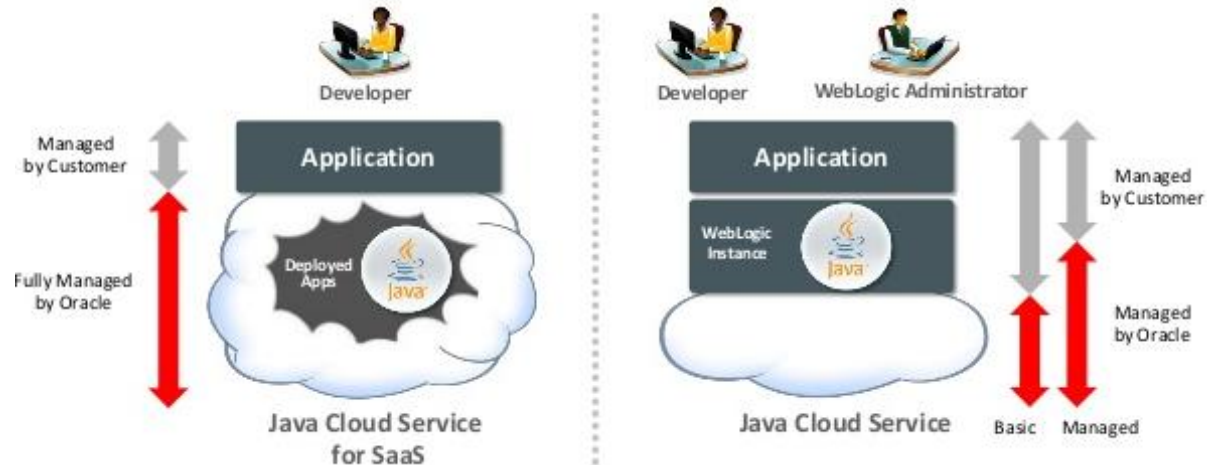 Developer
Managed
by Customer
Application
Deployed
Apps
Java
Fully Managed
by Oracle
Java Cloud Service
for SaaS
Developer
WebLogic Administrator
Application
WebLogic
Instance
Java
Managed
by Customer
Managed
by Oracle
Java Cloud Service
Basic
Managed